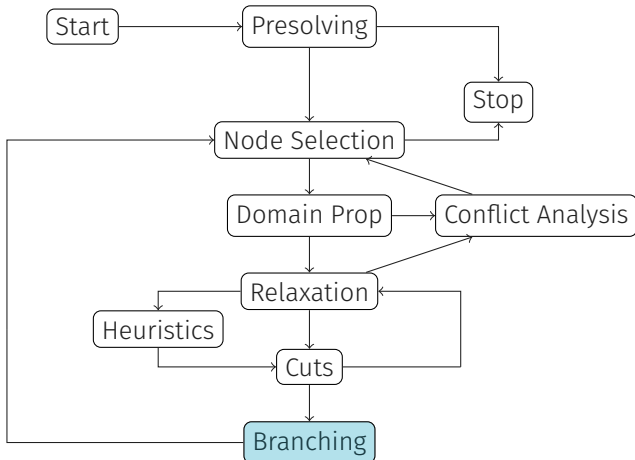 Start
Presolving
Stop
Node Selection
Domain Prop
Conflict Analysis
Relaxation
Heuristics
Cuts
Branching